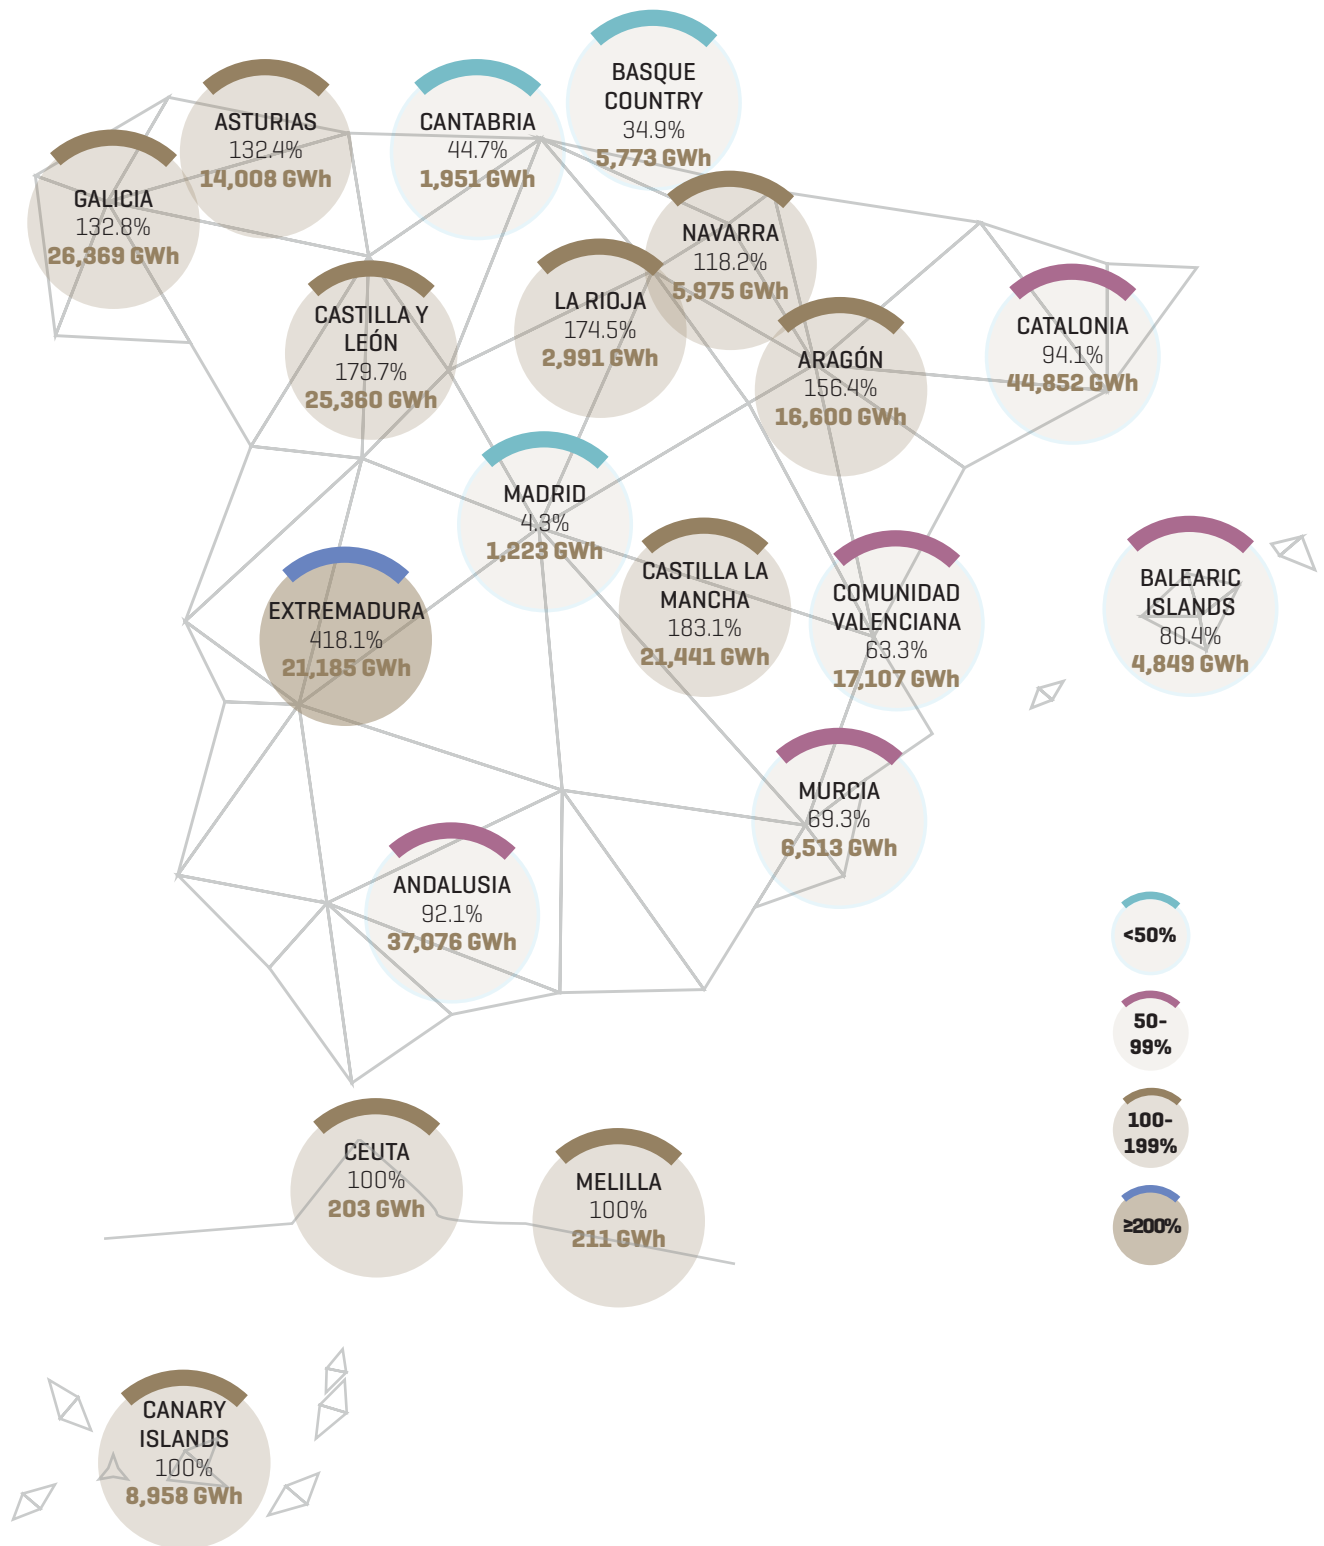 BASQUE
COUNTRY
34.9%
5,773 GWh
ASTURIAS
132.4%
14,008 GWh
CANTABRIA
44.7%
1,951 GWh
GALICIA
132.8%
26,369 GWh
NAVARRA
118.2%
5,975 GWh
CASTILLA Y
LEÓN
179.7%
25,360 GWh
LA RIOJA
174.5%
2,991 GWh
ARAGÓN
156.4%
16,600 GWh
CATALONIA
94.1%
44,852 GWh
MADRID
4.3%
1,223 GWh
EXTREMADURA
418.1%
21,185 GWh
CASTILLA LA
MANCHA
183.1%
21,441 GWh
COMUNIDAD
VALENCIANA
63.3%
17,107 GWh
BALEARIC
ISLANDS
80.4%
4,849 GWh
MURCIA
69.3%
6,513 GWh
ANDALUSIA
92.1%
37,076 GWh
<50%
50-
99%
100-
199%
≥200%
CEUTA
100%
203 GWh
MELILLA
100%
211 GWh
CANARY
ISLANDS
100%
8,958 GWh